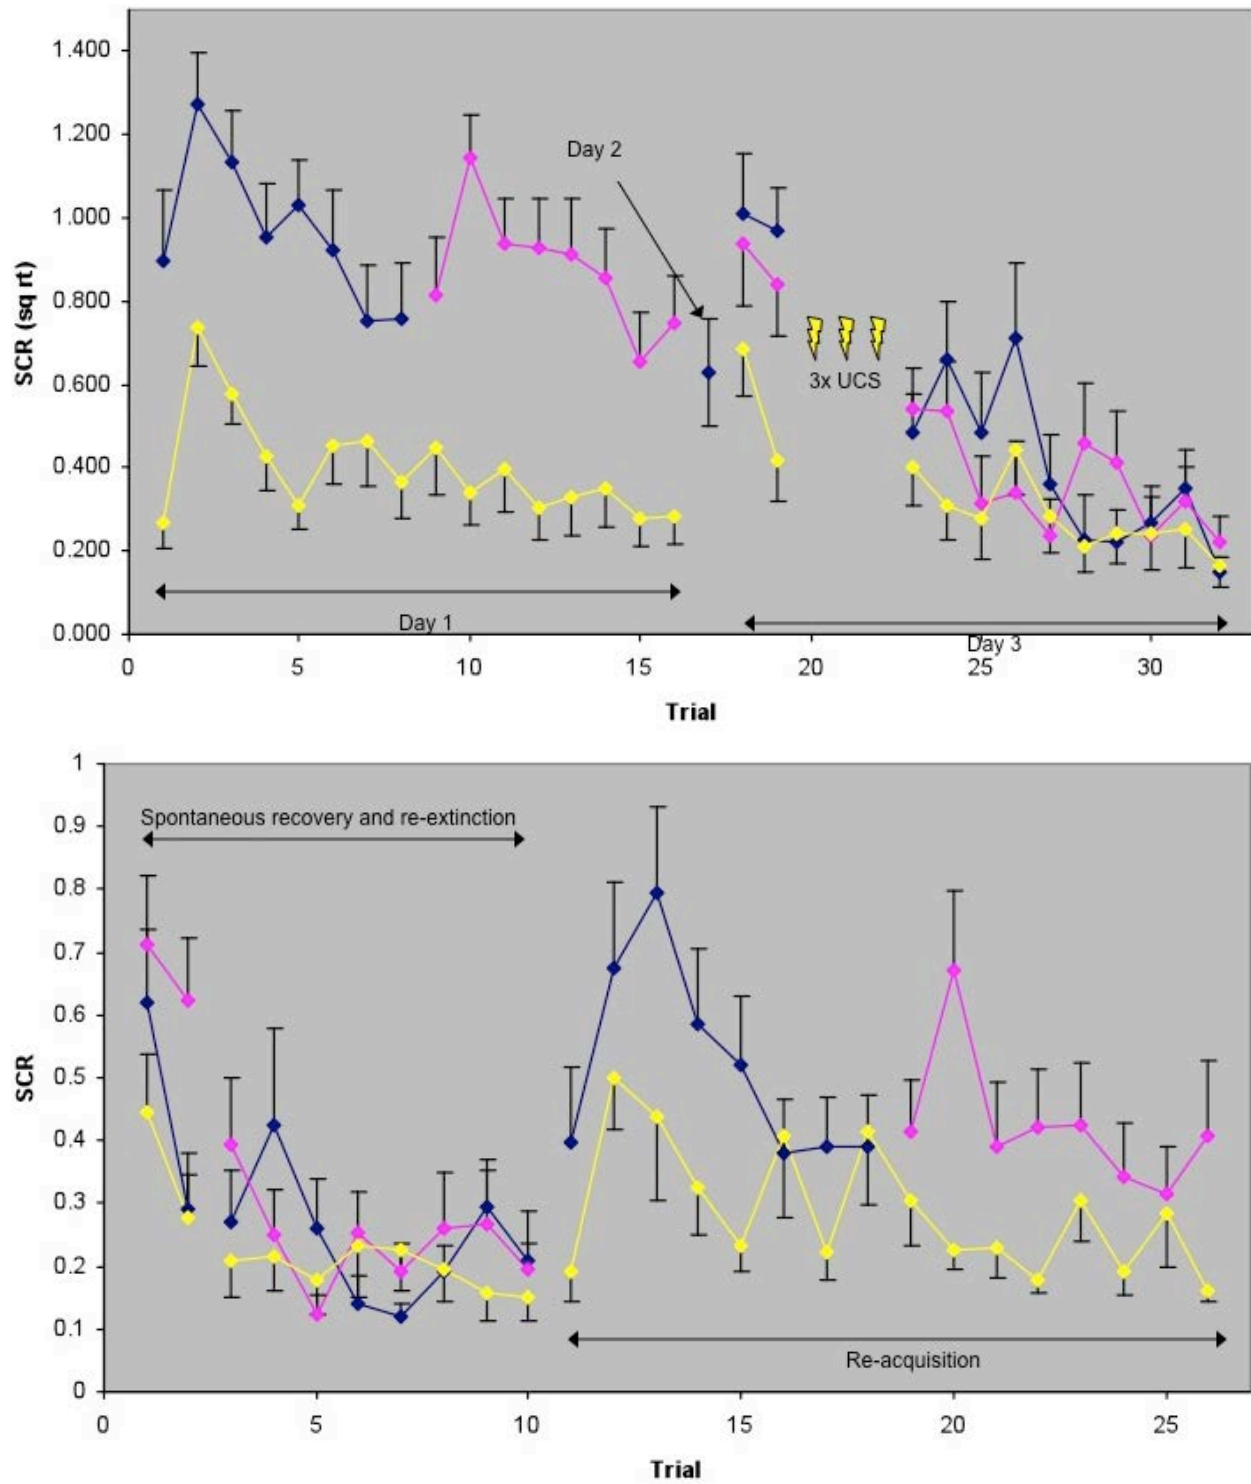 1.400
1.200
1.000
0.800
0.600
0.400
0.200
0.000
SCR (sq rt)
Day 2
3x UCS
Day 1
Day 3
0 5 10 15 20 25 30
Trial
1
0.9
0.8
0.7
0.6
0.5
0.4
0.3
0.2
0.1
0
SCR
Spontaneous recovery and re-extinction
Re-acquisition
0 5 10 15 20 25
Trial